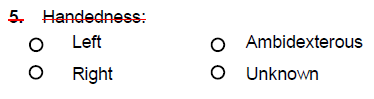 5. Handedness:
Left Ambidexterous
Right Unknown